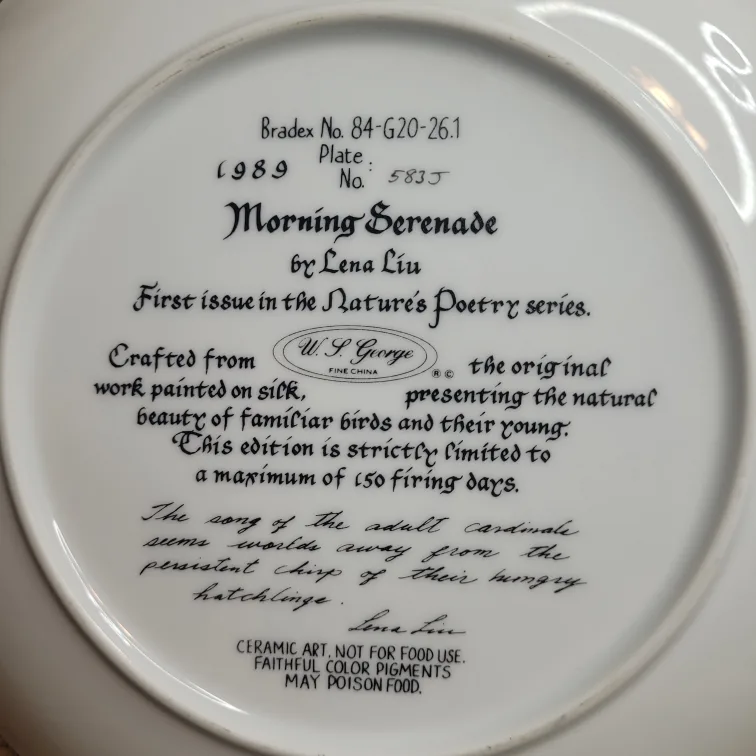 Bradex No. 84-G20-26.1
1989 Plate No. 583J
Morning Serenade
by Lena Liu
First issue in the Nature's Poetry series.
Crafted from W. S. George FINE CHINA ® © the original
work painted on silk, presenting the natural
beauty of familiar birds and their young.
This edition is strictly limited to
a maximum of 150 firing days.
The song of the adult cardinals
seems worlds away from the
persistent chirp of their hungry
hatchlings.
Lena Liu
CERAMIC ART. NOT FOR FOOD USE.
FAITHFUL COLOR PIGMENTS
MAY POISON FOOD.